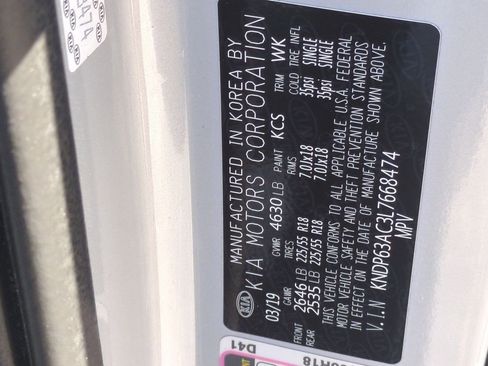 MANUFACTURED IN KOREA BY
KIA KIA MOTORS CORPORATION
03/19 GVWR 4630 LB PAINT KCS TRIM WK
GAWR TIRES RIMS COLD TIRE INFL
FRONT 2646 LB 225/55 R18 7.0Jx18 35psi SINGLE
REAR 2535 LB 225/55 R18 7.0Jx18 35psi SINGLE
THIS VEHICLE CONFORMS TO ALL APPLICABLE U.S.A. FEDERAL
MOTOR VEHICLE SAFETY AND THEFT PREVENTION STANDARDS
IN EFFECT ON THE DATE OF MANUFACTURE SHOWN ABOVE.
V.I.N KNDP63AC3L7668474
MPV
D41